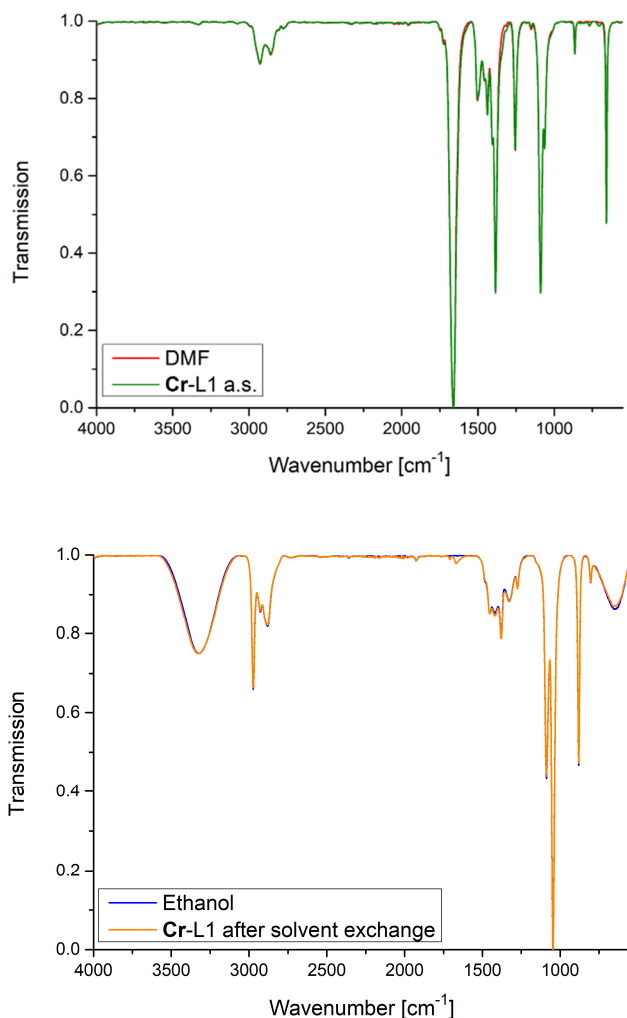 Transmission
1.0
0.8
0.6
0.4
0.2
0.0
DMF
Cr-L1 a.s.
4000 3500 3000 2500 2000 1500 1000
Wavenumber [cm⁻¹]
Transmission
1.0
0.8
0.6
0.4
0.2
0.0
Ethanol
Cr-L1 after solvent exchange
4000 3500 3000 2500 2000 1500 1000
Wavenumber [cm⁻¹]